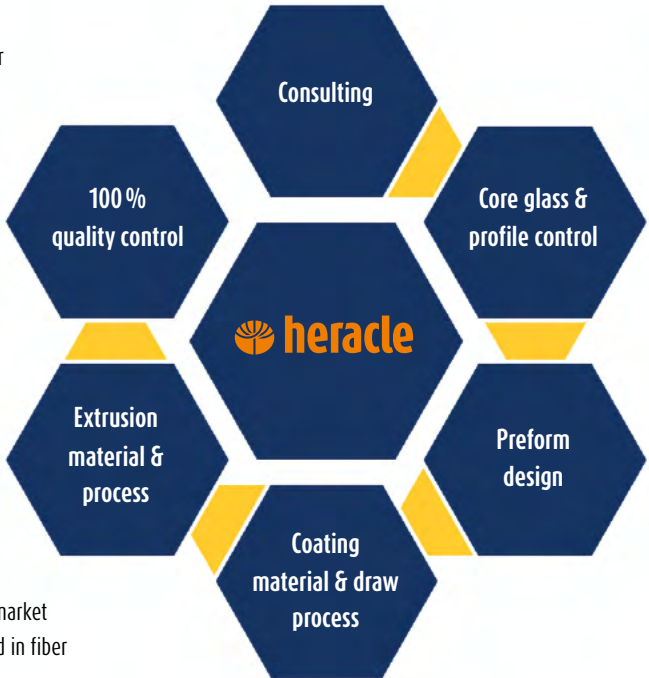 r
Consulting
100 %
quality control
Core glass &
profile control
heracle
Extrusion
material &
process
Preform
design
Coating
material & draw
process
market
d in fiber